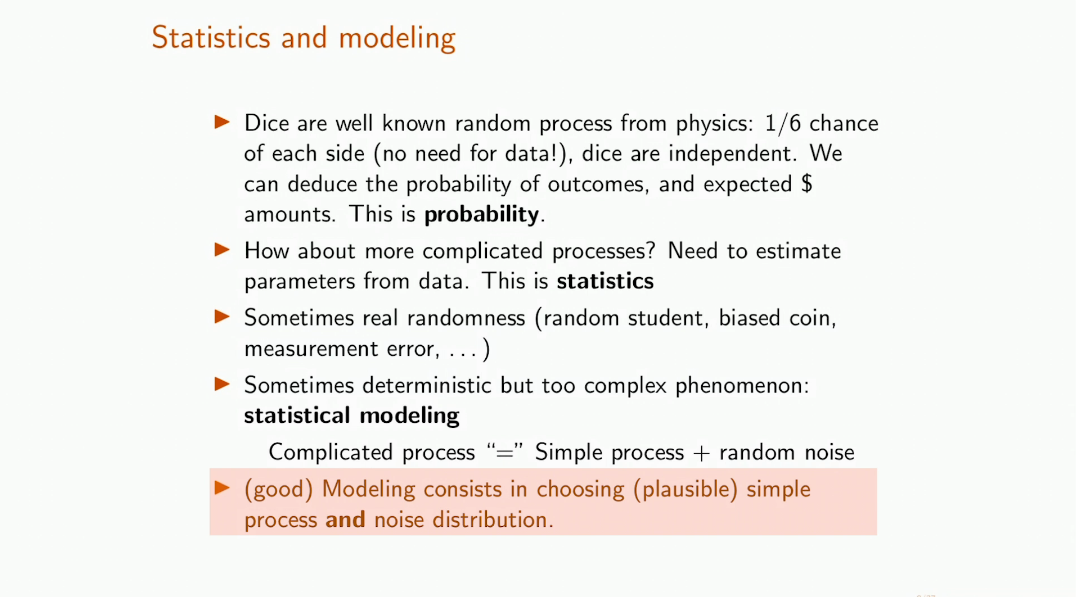 Statistics and modeling
▶ Dice are well known random process from physics: 1/6 chance
of each side (no need for data!), dice are independent. We
can deduce the probability of outcomes, and expected $
amounts. This is probability.
▶ How about more complicated processes? Need to estimate
parameters from data. This is statistics
▶ Sometimes real randomness (random student, biased coin,
measurement error, . . . )
▶ Sometimes deterministic but too complex phenomenon:
statistical modeling
Complicated process “=” Simple process + random noise
▶ (good) Modeling consists in choosing (plausible) simple
process and noise distribution.